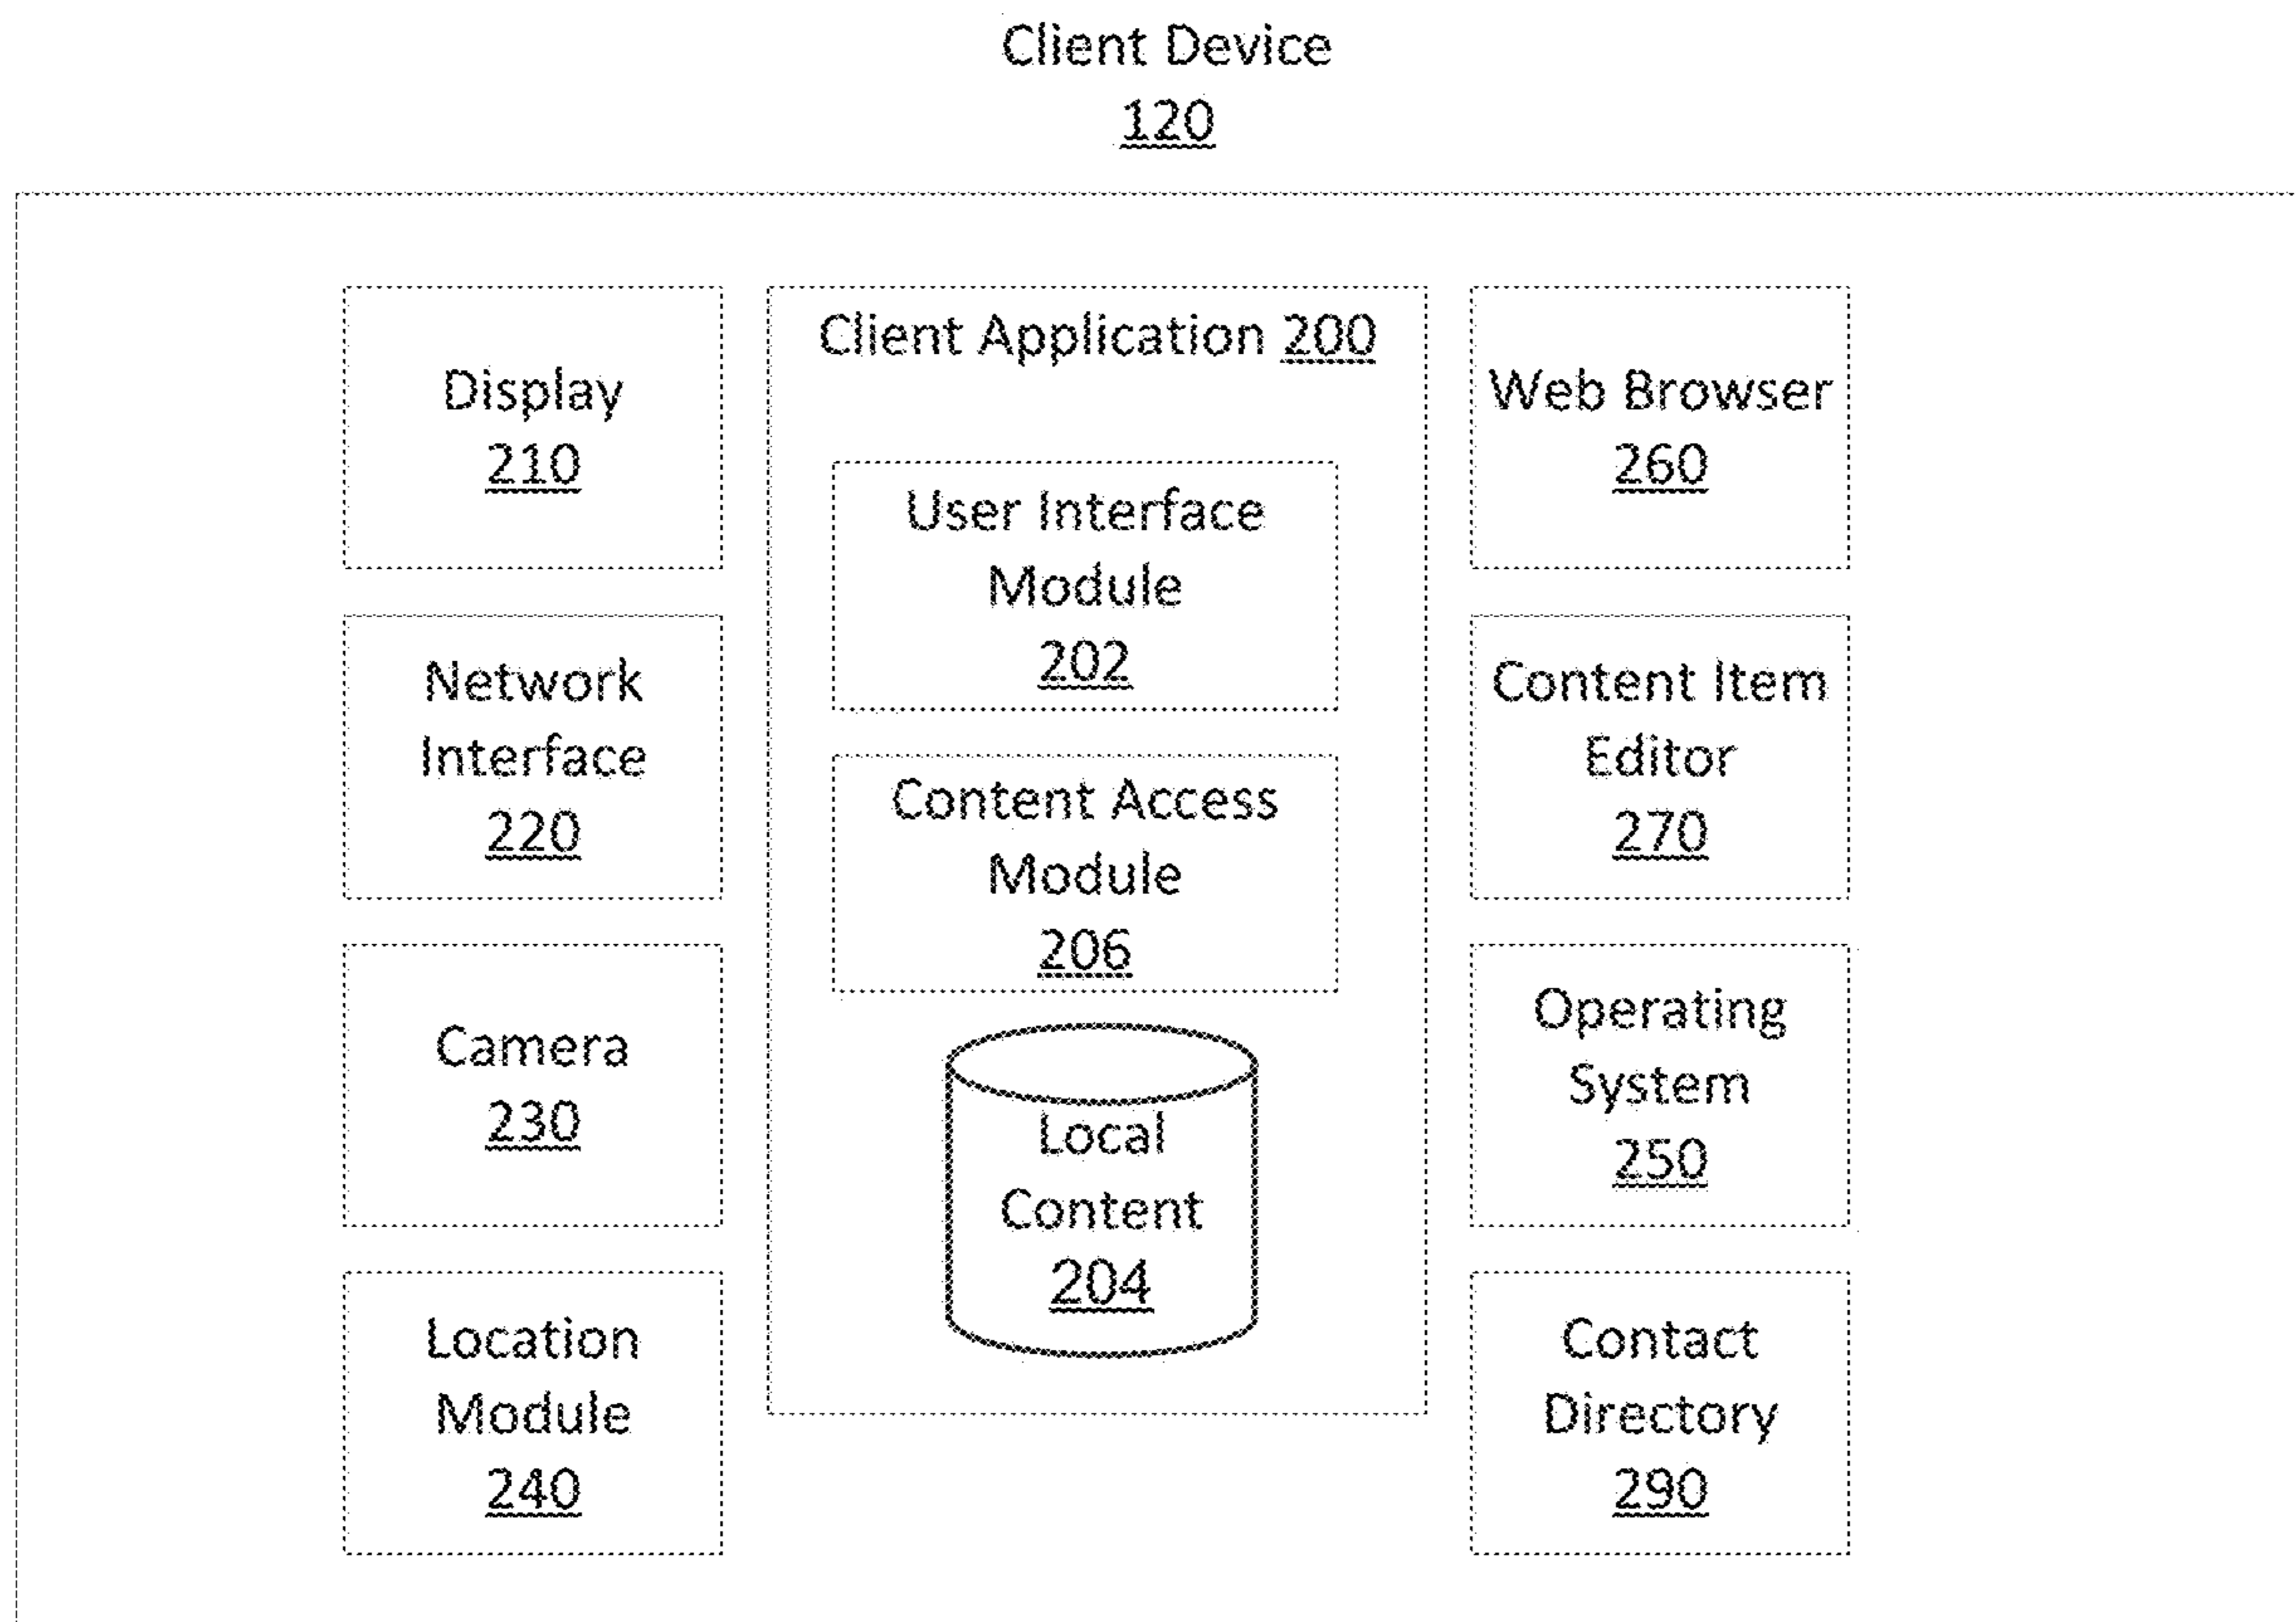 Client Device
120
Display
210
Network
Interface
220
Camera
230
Location
Module
240
Client Application 200
User Interface
Module
202
Content Access
Module
206
Local
Content
204
Web Browser
260
Content Item
Editor
270
Operating
System
250
Contact
Directory
290